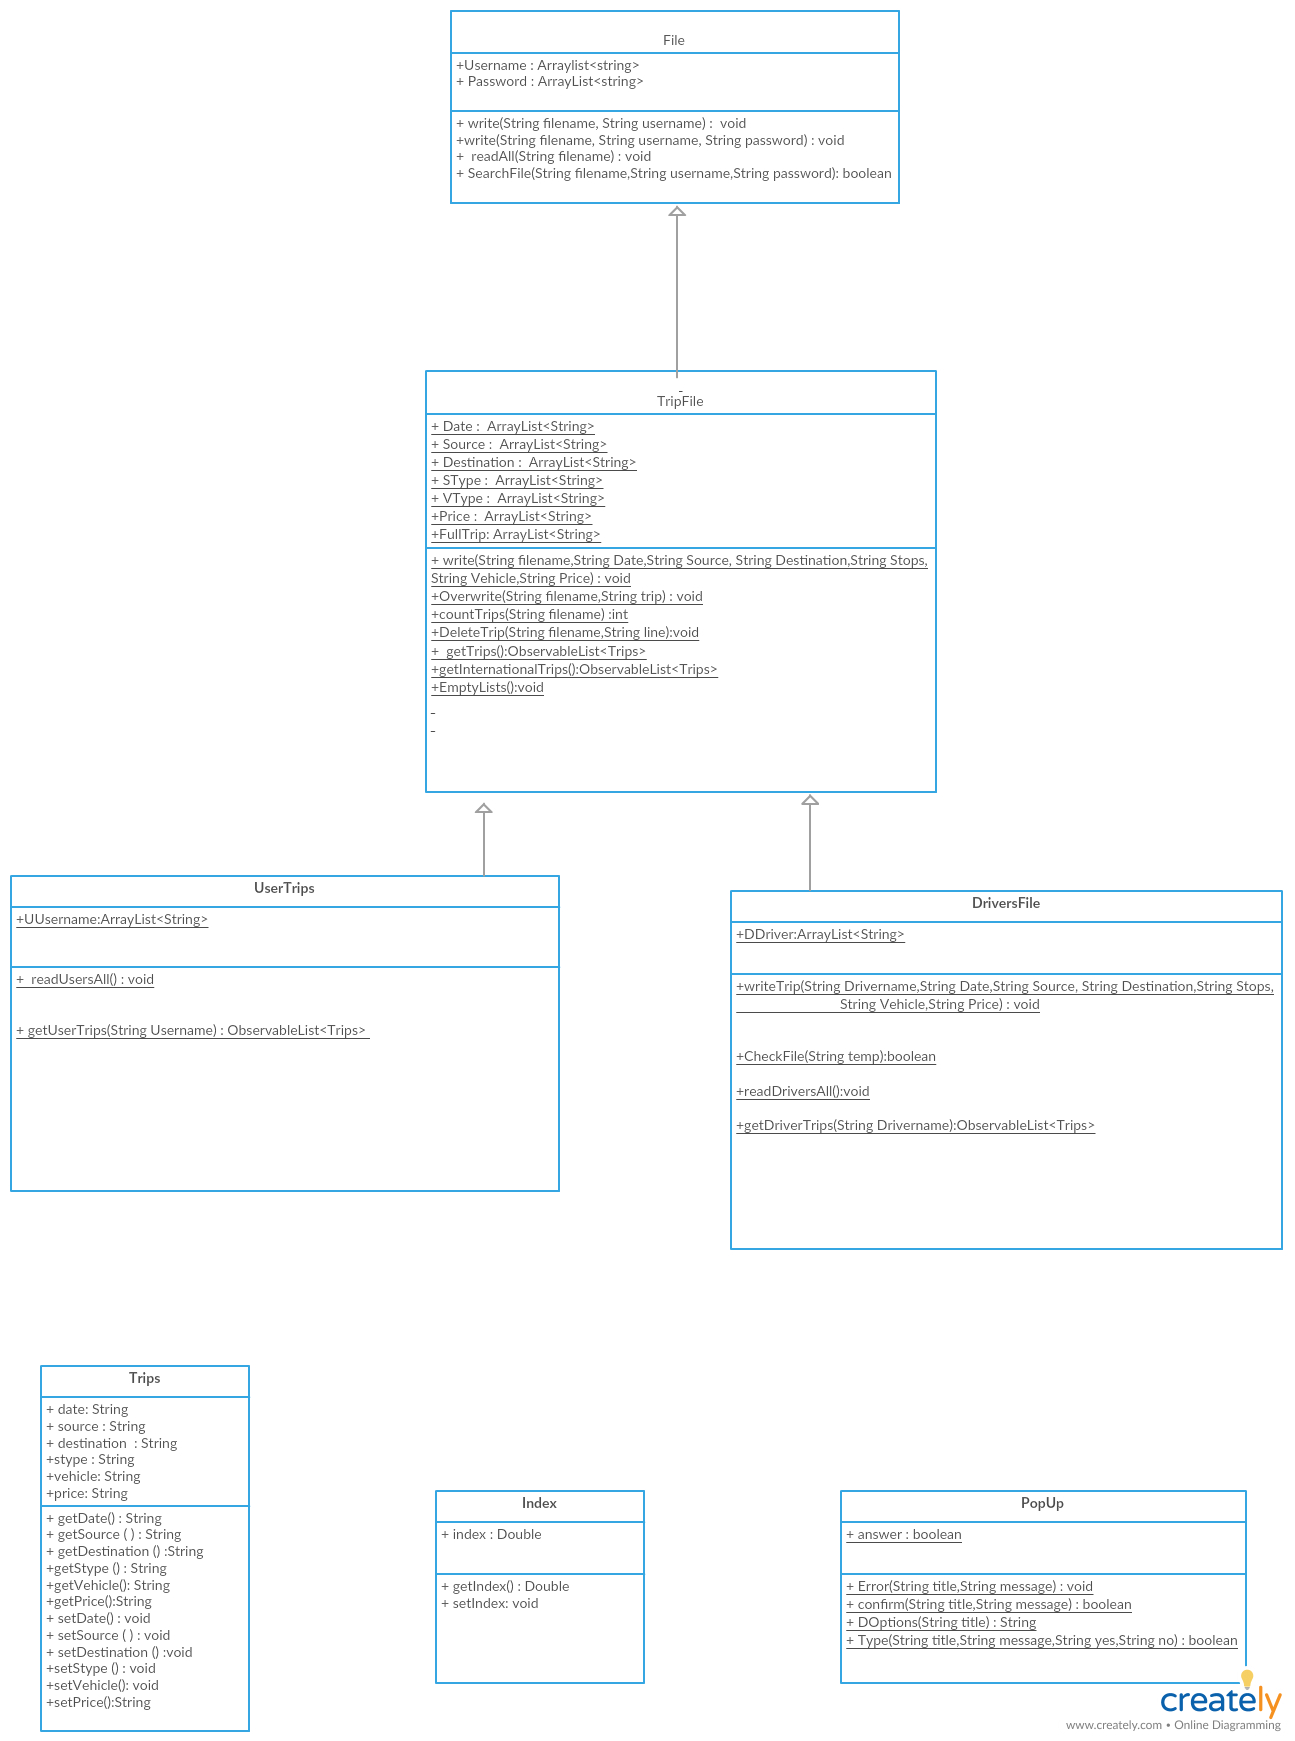 File
+Username : Arraylist<string>
+ Password : ArrayList<string>
+ write(String filename, String username) :  void
+write(String filename, String username, String password) : void
+  readAll(String filename) : void
+ SearchFile(String filename,String username,String password): boolean
-
TripFile
+ Date :  ArrayList<String>
+ Source :  ArrayList<String>
+ Destination :  ArrayList<String>
+ SType :  ArrayList<String>
+ VType :  ArrayList<String>
+Price :  ArrayList<String>
+FullTrip: ArrayList<String>
+ write(String filename,String Date,String Source, String Destination,String Stops,
String Vehicle,String Price) : void
+Overwrite(String filename,String trip) : void
+countTrips(String filename) :int
+DeleteTrip(String filename,String line):void
+  getTrips():ObservableList<Trips>
+getInternationalTrips():ObservableList<Trips>
+EmptyLists():void
-
-
UserTrips
+UUsername:ArrayList<String>
+  readUsersAll() : void
+ getUserTrips(String Username) : ObservableList<Trips>
DriversFile
+DDriver:ArrayList<String>
+writeTrip(String Drivername,String Date,String Source, String Destination,String Stops,
String Vehicle,String Price) : void
+CheckFile(String temp):boolean
+readDriversAll():void
+getDriverTrips(String Drivername):ObservableList<Trips>
Trips
+ date: String
+ source : String
+ destination  : String
+stype : String
+vehicle: String
+price: String
+ getDate() : String
+ getSource ( ) : String
+ getDestination () :String
+getStype () : String
+getVehicle(): String
+getPrice():String
+ setDate() : void
+ setSource ( ) : void
+ setDestination () :void
+setStype () : void
+setVehicle(): void
+setPrice():String
Index
+ index : Double
+ getIndex() : Double
+ setIndex: void
PopUp
+ answer : boolean
+ Error(String title,String message) : void
+ confirm(String title,String message) : boolean
+ DOptions(String title) : String
+ Type(String title,String message,String yes,String no) : boolean
creately
www.creately.com • Online Diagramming